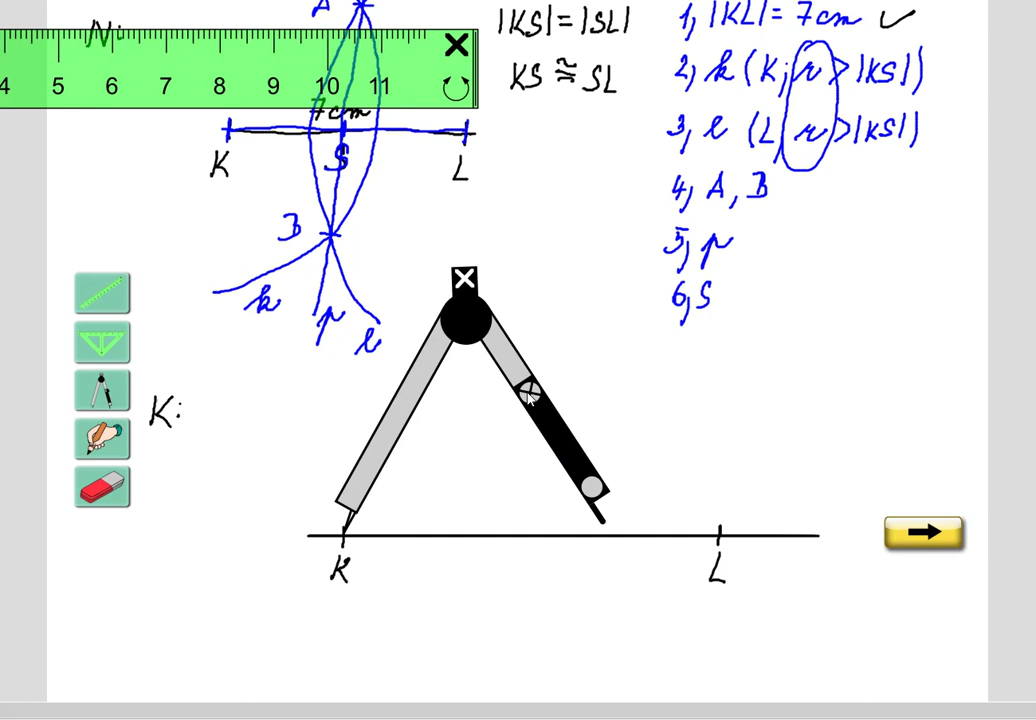 A
N:
4 5 6 7 8 9 10 11
7cm
K S L
B
k p l
|KS|=|SL|
KS ≅ SL
1, |KL|= 7cm ✓
2, k (K; r>|KS|)
3, l (L, r>|KS|)
4, A, B
5, p
6, S
K:
K L